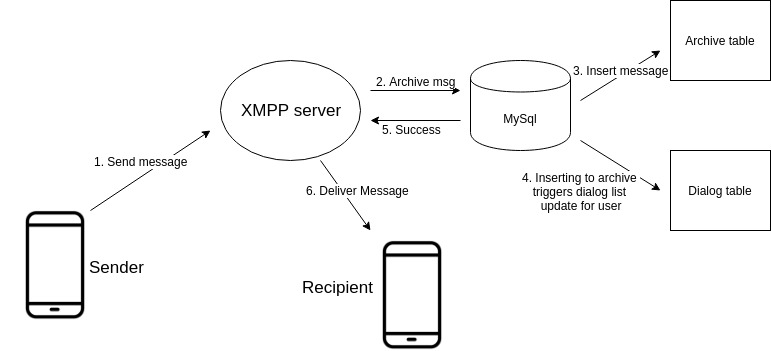 Archive table
3. Insert message
2. Archive msg
XMPP server
MySql
5. Success
1. Send message
4. Inserting to archive
triggers dialog list
update for user
Dialog table
6. Deliver Message
Sender
Recipient